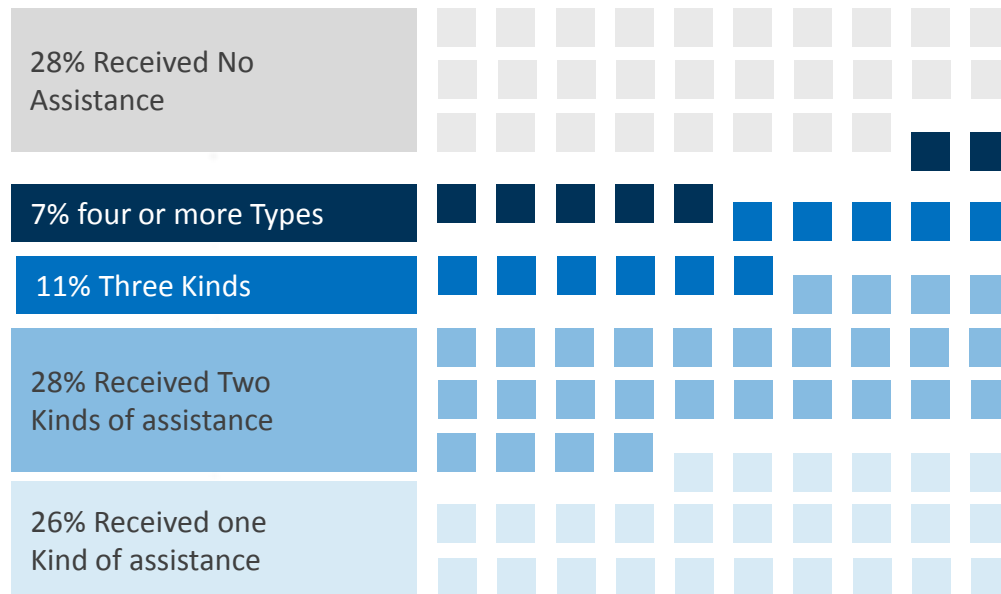 28% Received No
Assistance
7% four or more Types
11% Three Kinds
28% Received Two
Kinds of assistance
26% Received one
Kind of assistance